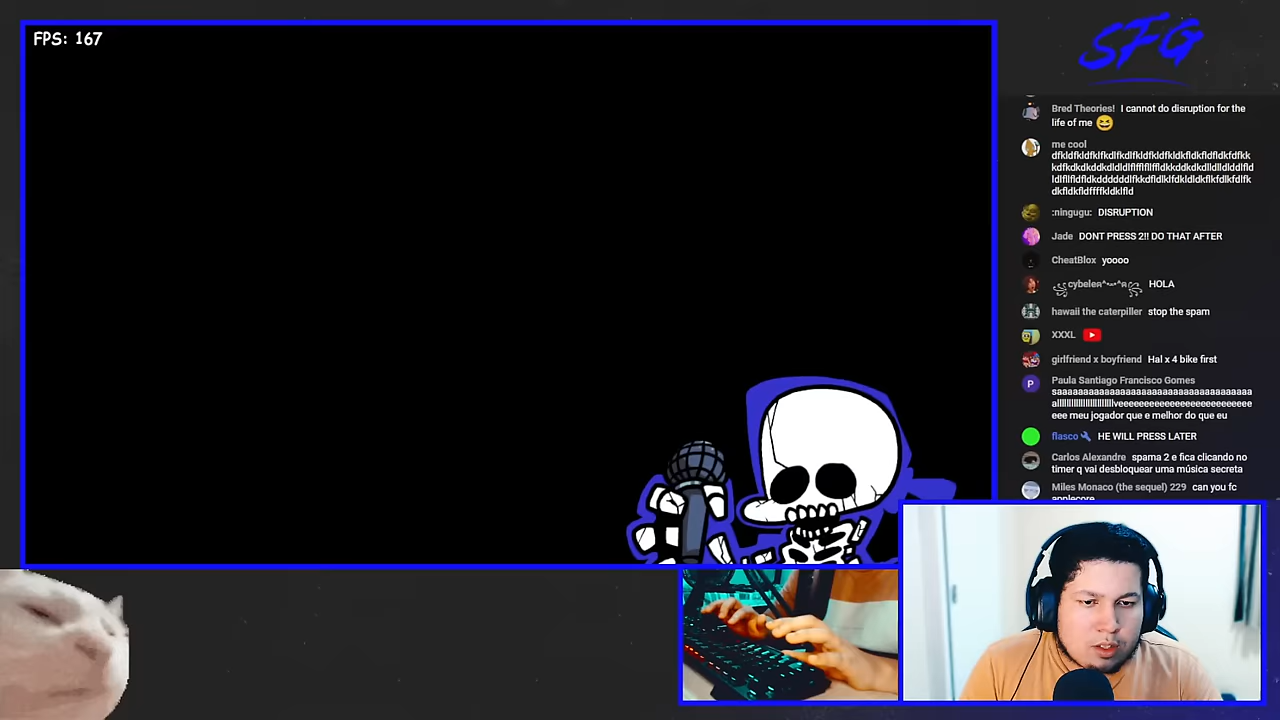 FPS: 167
SFG
Bred Theories! I cannot do disruption for the
life of me
me cool
:ningugu: DISRUPTION
Jade DONT PRESS 2!! DO THAT AFTER
CheatBlox yoooo
HOLA
hawaii the caterpiller stop the spam
XXXL
girlfriend x boyfriend Hal x 4 bike first
P
Paula Santiago Francisco Gomes
eee meu jogador que e melhor do que eu
flasco HE WILL PRESS LATER
Carlos Alexandre spama 2 e fica clicando no
timer q vai desbloquear uma música secreta
Miles Monaco (the sequel) 229 can you fc
applecore